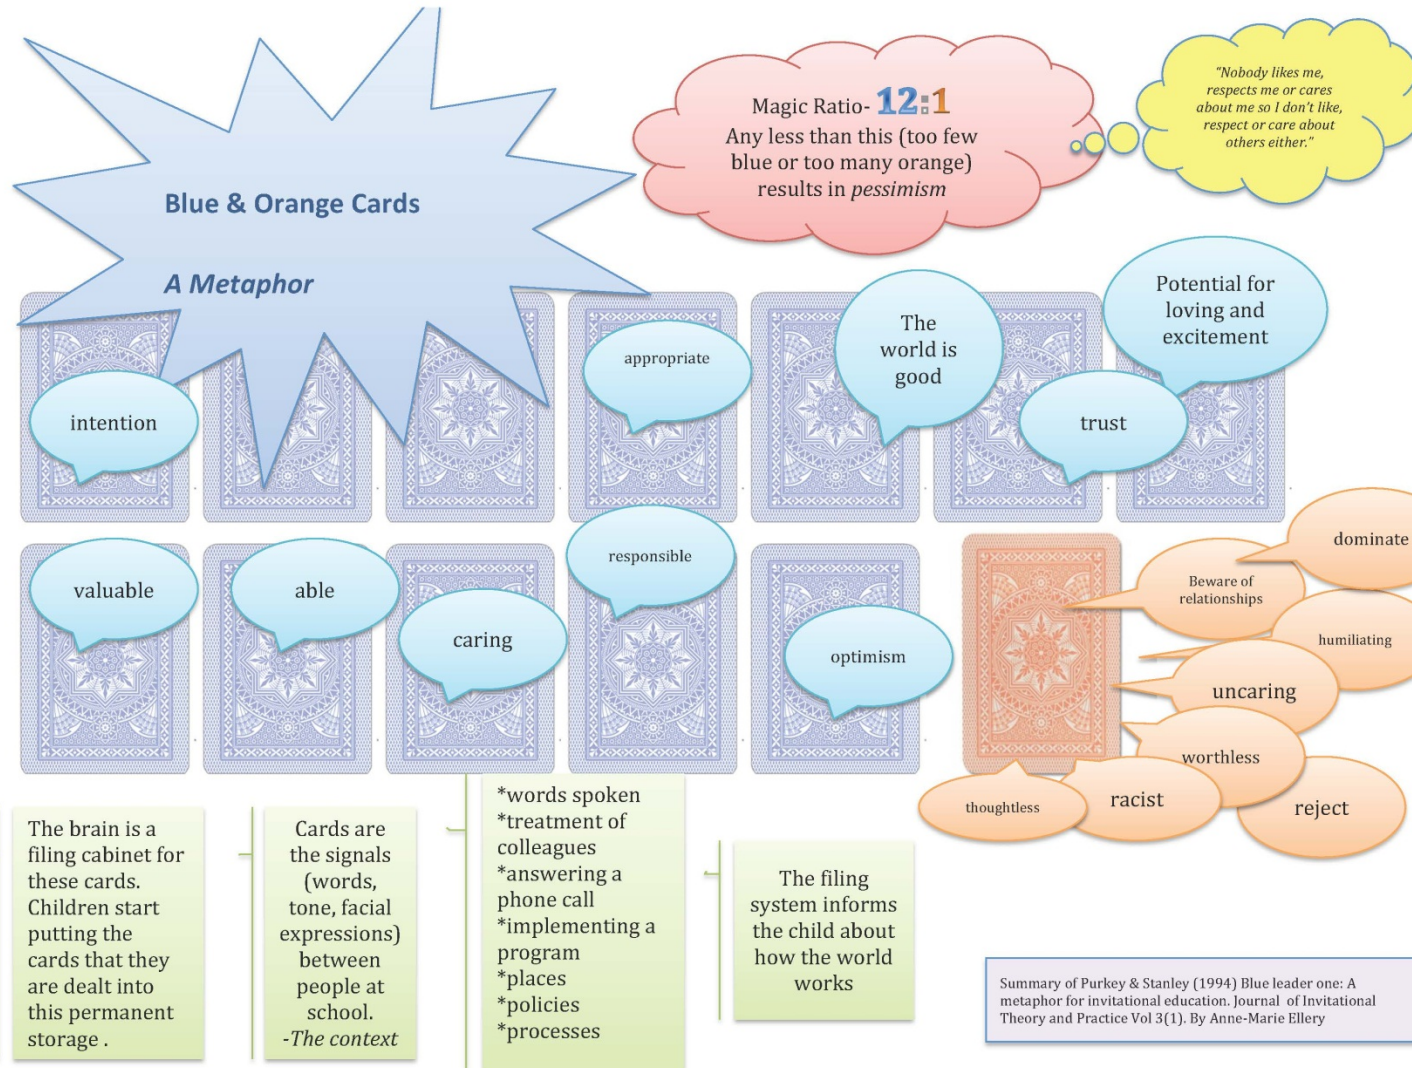 Blue & Orange Cards
A Metaphor
Magic Ratio- 12:1
Any less than this (too few
blue or too many orange)
results in pessimism
"Nobody likes me,
respects me or cares
about me so I don't like,
respect or care about
others either."
intention
appropriate
The
world is
good
trust
Potential for
loving and
excitement
valuable
able
caring
responsible
optimism
Beware of
relationships
dominate
humiliating
uncaring
worthless
reject
racist
thoughtless
The brain is a
filing cabinet for
these cards.
Children start
putting the
cards that they
are dealt into
this permanent
storage .
Cards are
the signals
(words,
tone, facial
expressions)
between
people at
school.
-The context
*words spoken
*treatment of
colleagues
*answering a
phone call
*implementing a
program
*places
*policies
*processes
The filing
system informs
the child about
how the world
works
Summary of Purkey & Stanley (1994) Blue leader one: A
metaphor for invitational education. Journal of Invitational
Theory and Practice Vol 3(1). By Anne-Marie Ellery